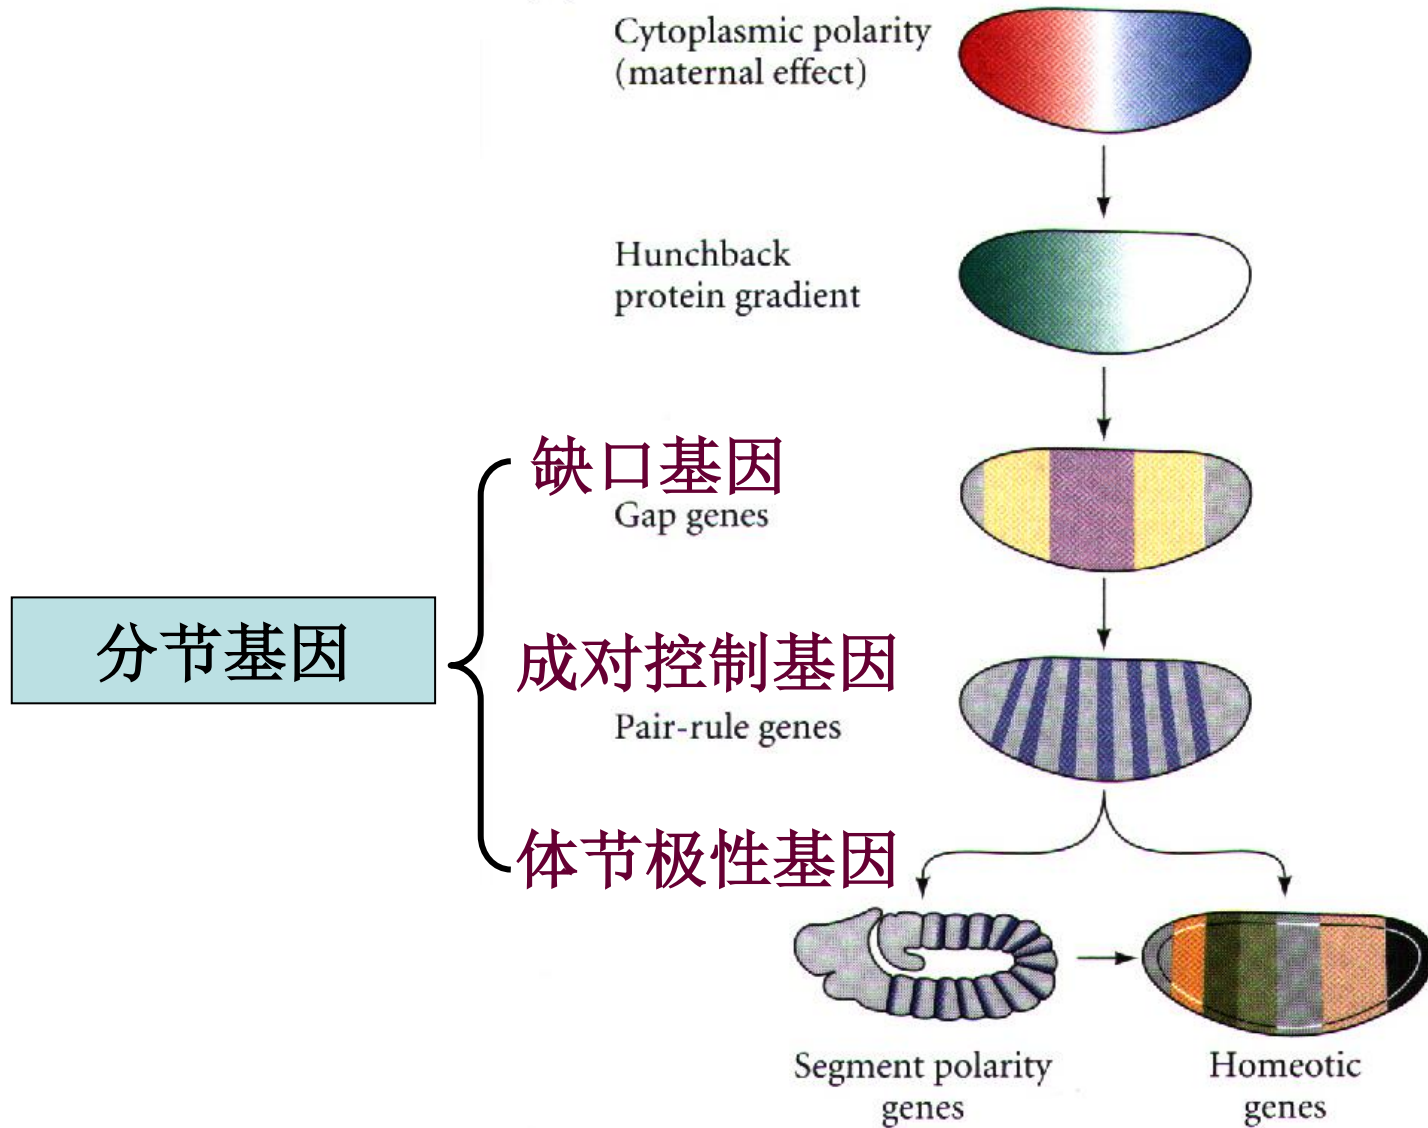 Cytoplasmic polarity
(maternal effect)
Hunchback
protein gradient
缺口基因
Gap genes
分节基因
成对控制基因
Pair-rule genes
体节极性基因
Segment polarity
genes
Homeotic
genes